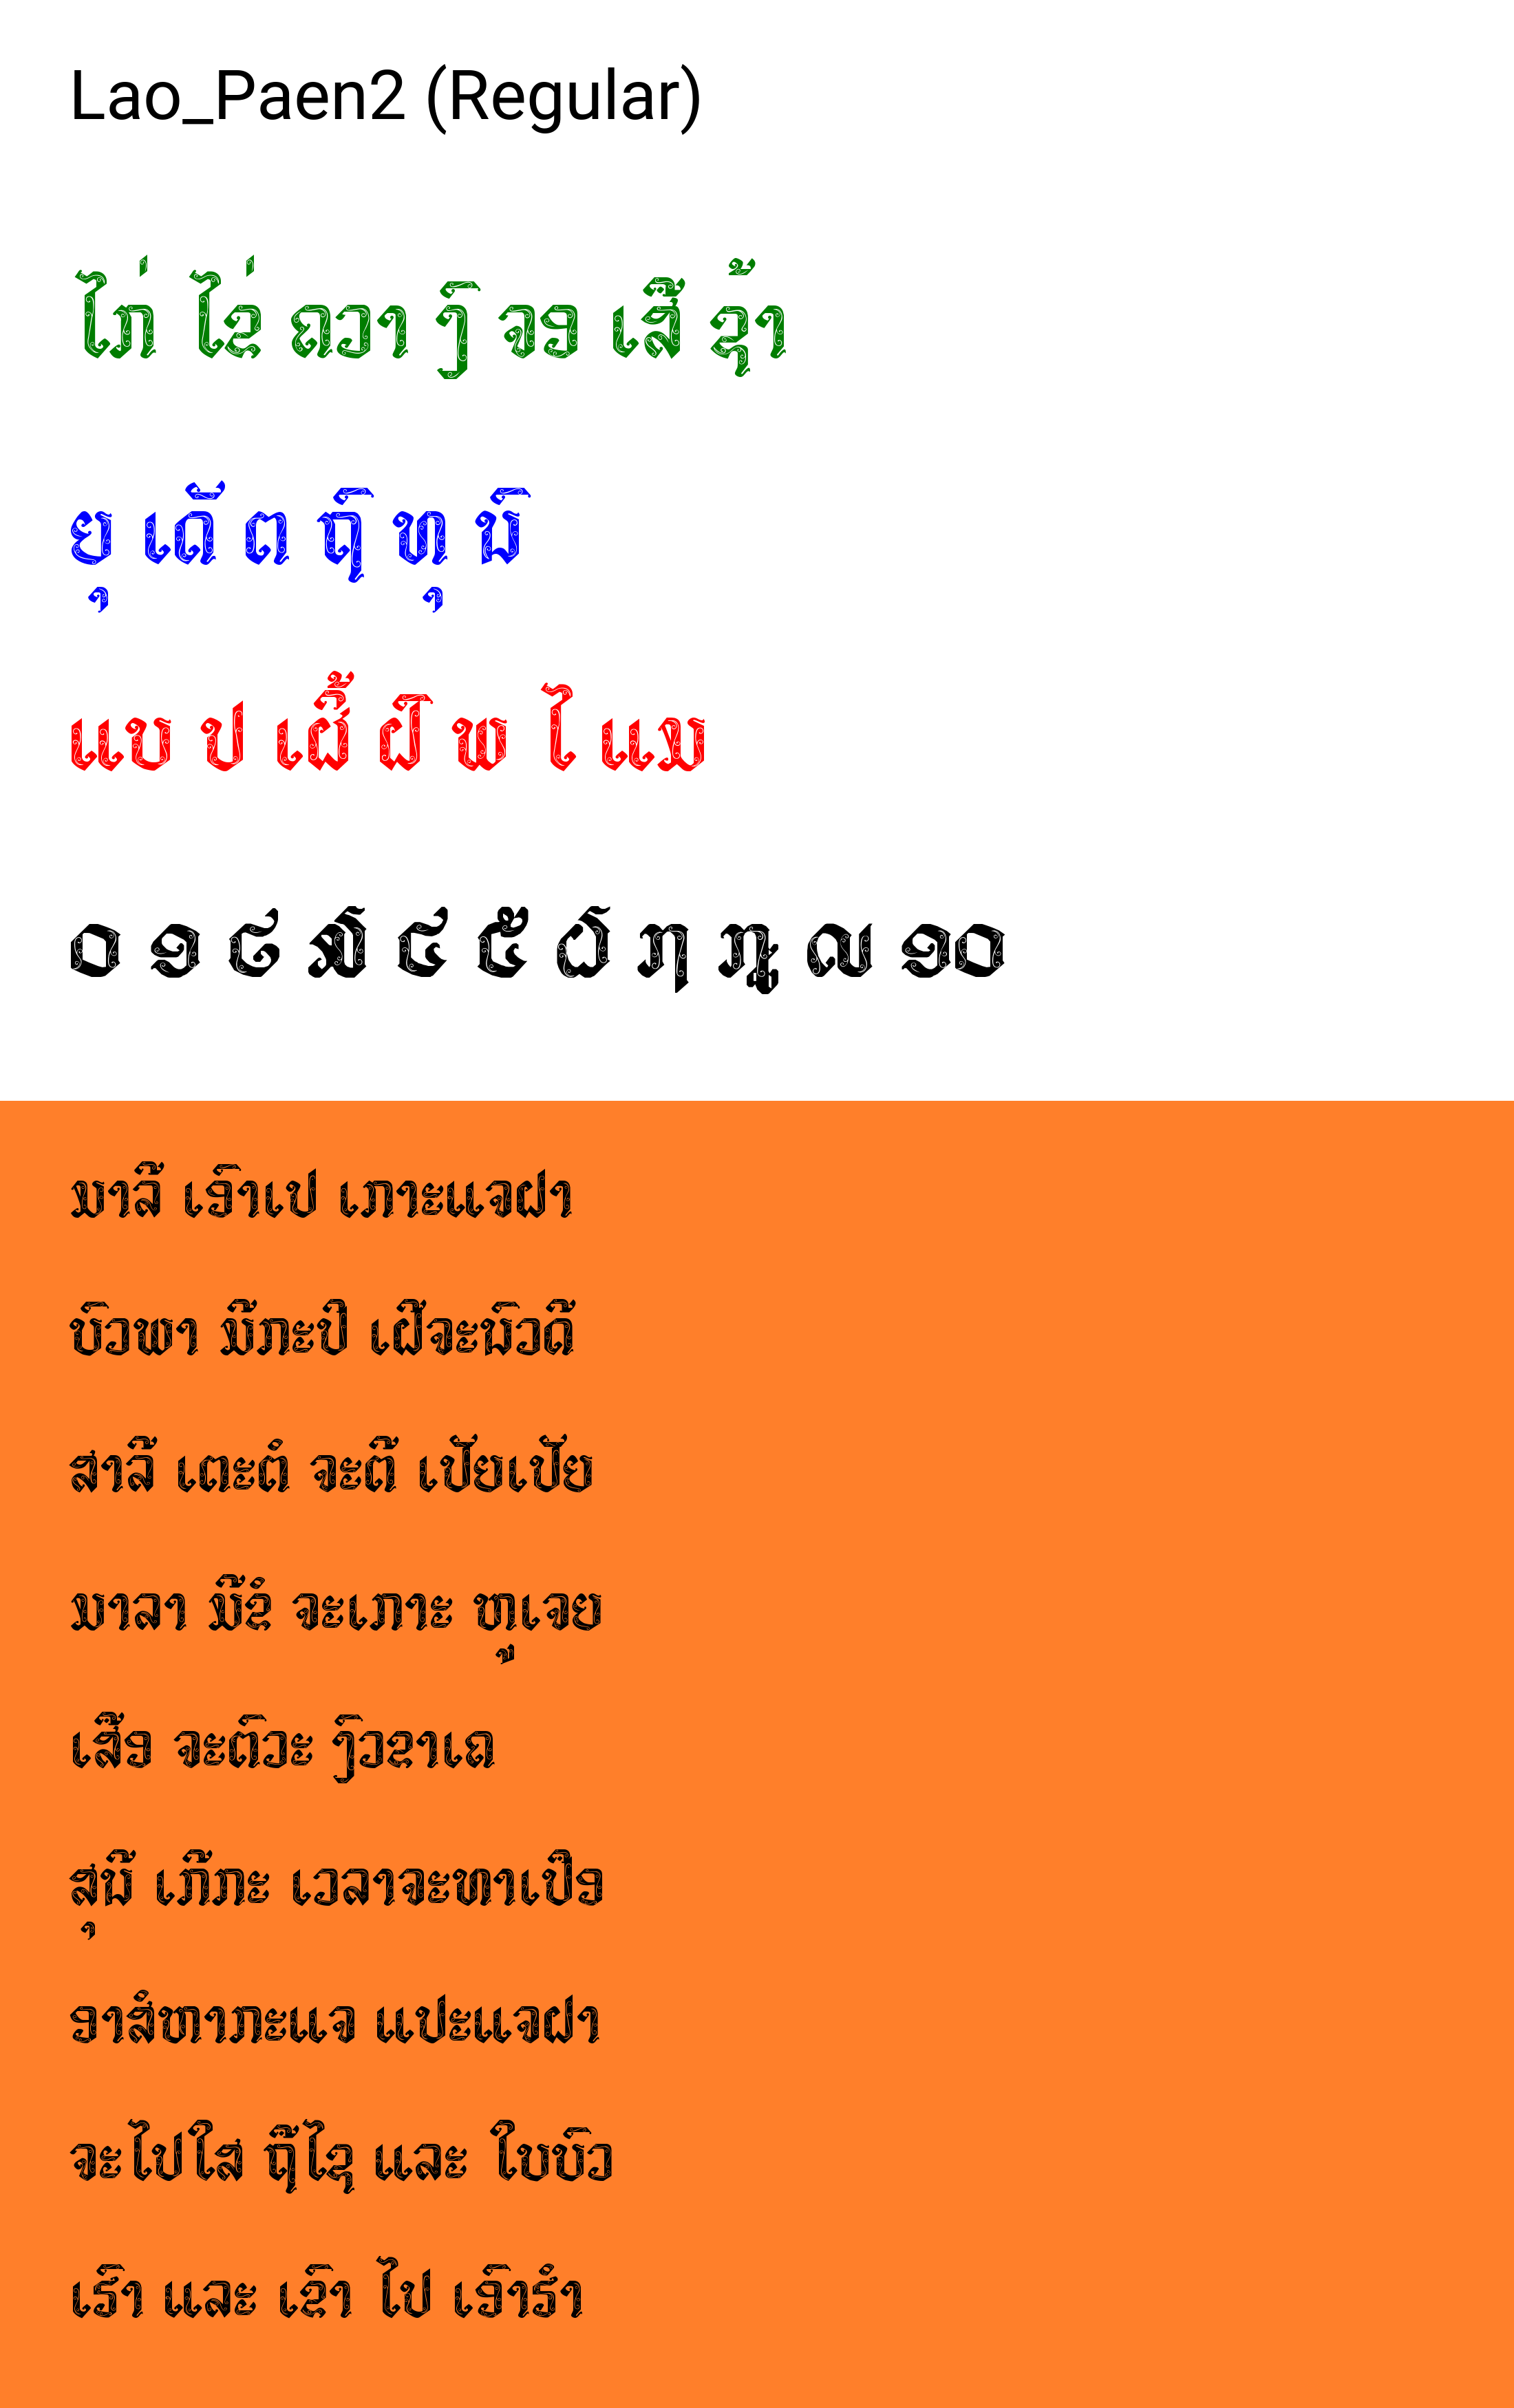 Lao_Paen2 (Regular)
ໄກ່ ໄຂ່ ຄວາ ງົ ຈອ ເສື ຊ້າ
ຍຸ ເດັ ຕ ຖົ ທຸ ນົ
ແບ ປ ເຜິ້ ຝົ ພ ໄ ແມ
໐ ໑ ໒ ໓ ໔ ໕ ໖ ໗ ໘ ໙ ໑໐
ມາລີ ເອົາເປ ເກາະແຈຝາ
ບົວພາ ມີກະປິ ເຝີຈະນົວດີ
ສາລີ ເຕະຕໍ ຈະຕີ ເປັຍເປັຍ
ມາລາ ມີຂໍ ຈະເກາະ ຫູເຈຍ
ເສືອ ຈະຕົວະ ງົວຂາເຄ
ສຸນີ ເກີກະ ເວລາຈະທາເປືອ
ອາສໍຫາກະແຈ ແປະແຈຝາ
ຈະໄປໃສ ຖືໄຊ ແລະ ໃບບົວ
ເຮົາ ແລະ ເຂົາ ໄປ ເອົາຮໍາ